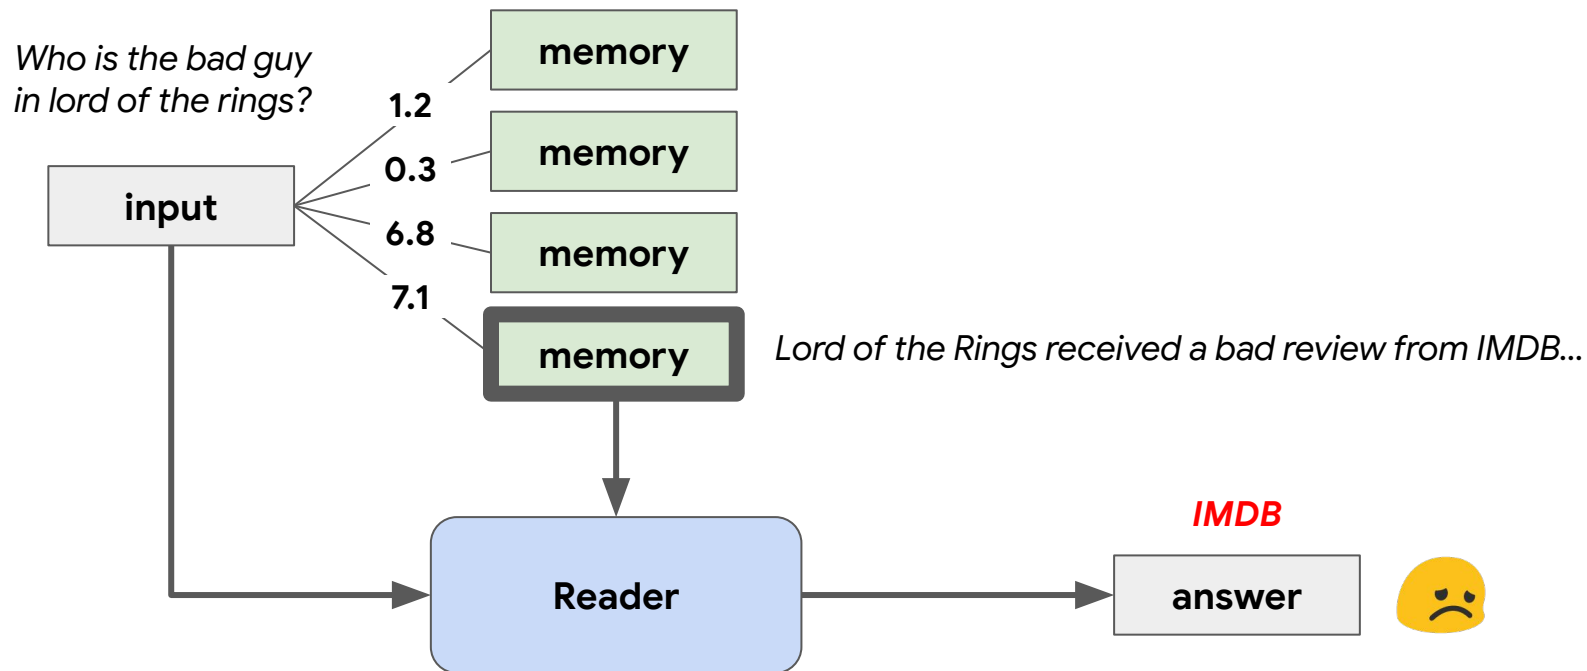 Who is the bad guy
in lord of the rings?
memory
1.2
memory
0.3
input
6.8
memory
7.1
memory
Lord of the Rings received a bad review from IMDB...
IMDB
Reader
answer